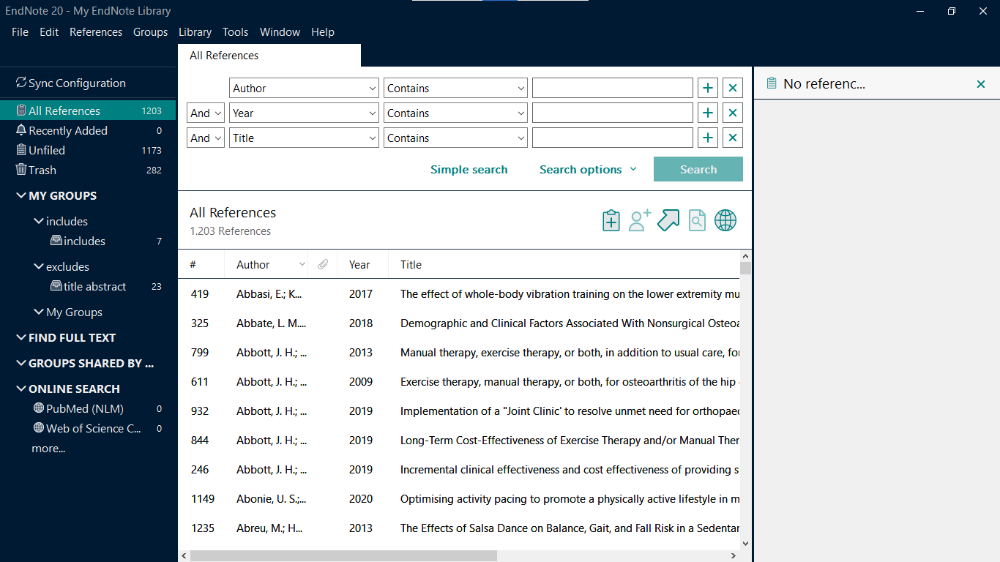 EndNote 20 - My EndNote Library
File Edit References Groups Library Tools Window Help
All References
Sync Configuration
All References 1203
Recently Added 0
Unfiled 1173
Trash 282
MY GROUPS
includes
includes 7
excludes
title abstract 23
My Groups
FIND FULL TEXT
GROUPS SHARED BY ...
ONLINE SEARCH
PubMed (NLM) 0
Web of Science C... 0
more...
Author Contains
And Year Contains
And Title Contains
Simple search Search options Search
All References
1.203 References
# Author Year Title
419 Abbasi, E.; K... 2017 The effect of whole-body vibration training on the lower extremity mu
325 Abbate, L. M.... 2018 Demographic and Clinical Factors Associated With Nonsurgical Osteoa
799 Abbott, J. H.; ... 2013 Manual therapy, exercise therapy, or both, in addition to usual care, for
611 Abbott, J. H.; ... 2009 Exercise therapy, manual therapy, or both, for osteoarthritis of the hip
932 Abbott, J. H.; ... 2019 Implementation of a "Joint Clinic' to resolve unmet need for orthopaed
844 Abbott, J. H.; ... 2019 Long-Term Cost-Effectiveness of Exercise Therapy and/or Manual Ther
246 Abbott, J. H.; ... 2019 Incremental clinical effectiveness and cost effectiveness of providing s
1149 Abonie, U. S.;... 2020 Optimising activity pacing to promote a physically active lifestyle in m
1235 Abreu, M.; H... 2013 The Effects of Salsa Dance on Balance, Gait, and Fall Risk in a Sedentar
No referenc...